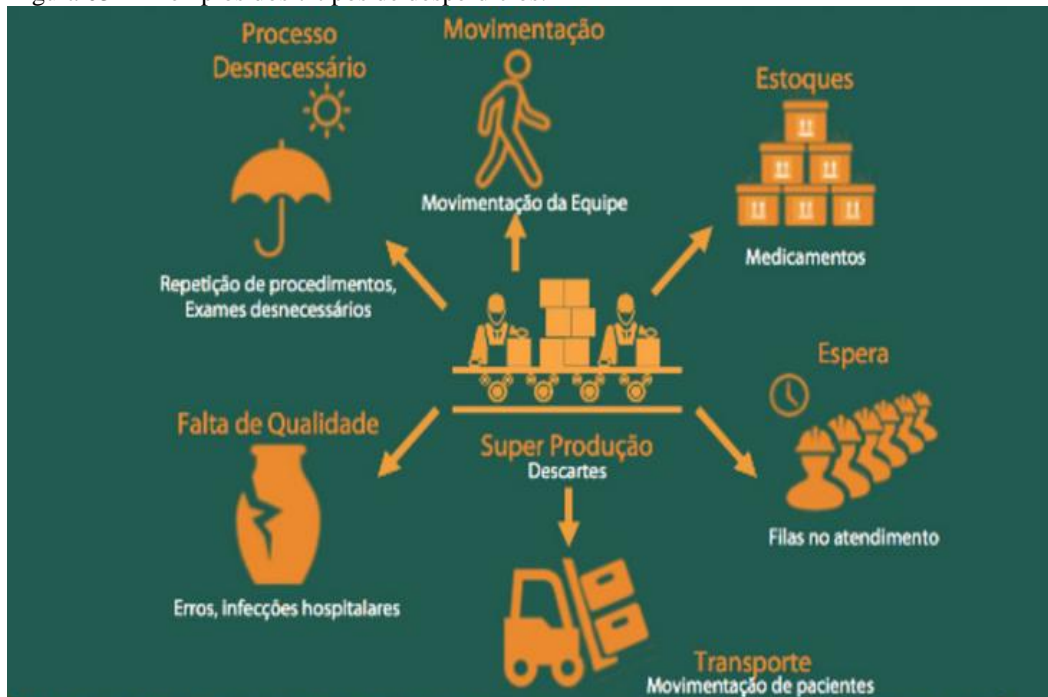 Processo
Desnecessário
Movimentação
Estoques
Movimentação da Equipe
Medicamentos
Repetição de procedimentos,
Exames desnecessários
Espera
Falta de Qualidade
Super Produção
Descartes
Filas no atendimento
Erros, infecções hospitalares
Transporte
Movimentação de pacientes